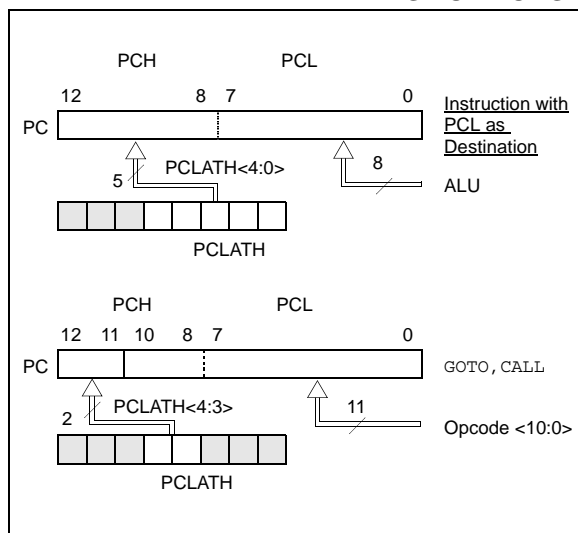 PCH PCL
12 8 7 0
Instruction with
PC PCL as
Destination
5 PCLATH<4:0> 8
ALU
PCLATH
PCH PCL
12 11 10 8 7 0
PC GOTO, CALL
2 PCLATH<4:3> 11
Opcode <10:0>
PCLATH